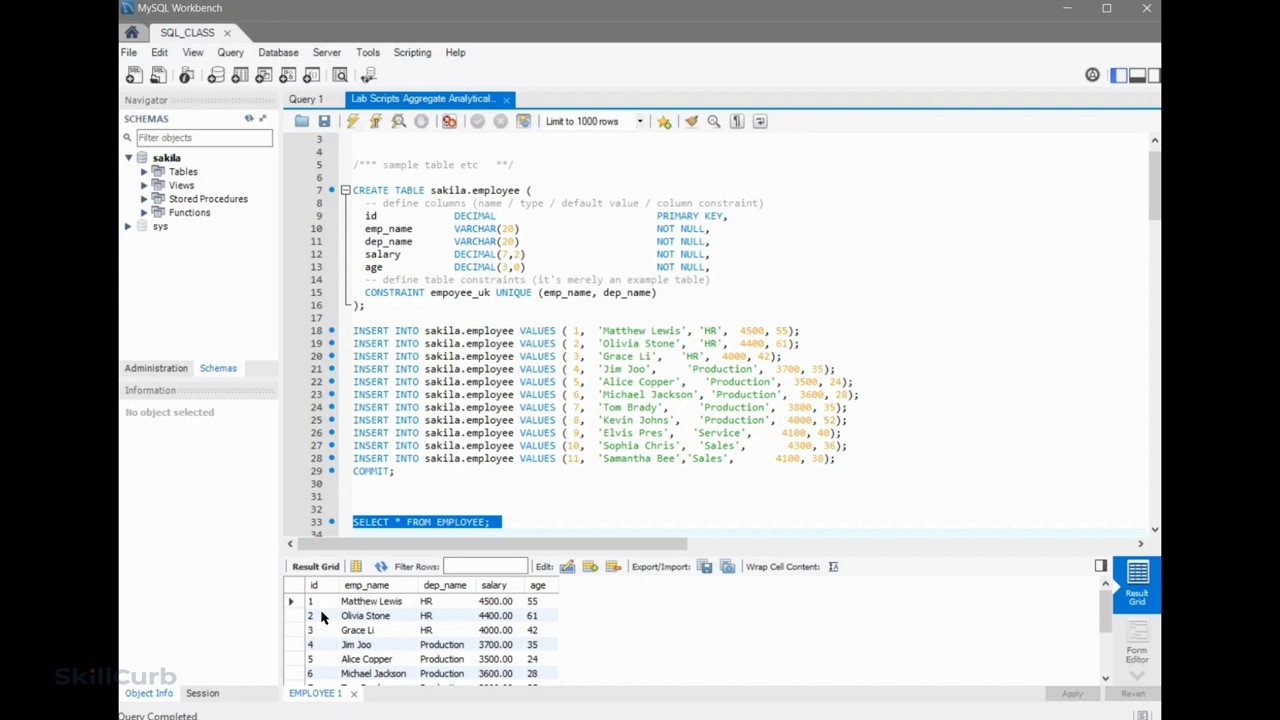 MySQL Workbench
SQL_CLASS
File Edit View Query Database Server Tools Scripting Help
Navigator
SCHEMAS
Filter objects
sakila
Tables
Views
Stored Procedures
Functions
sys
Administration Schemas
Information
No object selected
Object Info Session
Query Completed
Query 1 Lab Scripts Aggregate Analytical...
Limit to 1000 rows
3
4
5 /*** sample table etc **/
6
7 CREATE TABLE sakila.employee (
8 -- define columns (name / type / default value / column constraint)
9 id DECIMAL PRIMARY KEY,
10 emp_name VARCHAR(20) NOT NULL,
11 dep_name VARCHAR(20) NOT NULL,
12 salary DECIMAL(7,2) NOT NULL,
13 age DECIMAL(3,0) NOT NULL,
14 -- define table constraints (it's merely an example table)
15 CONSTRAINT empoyee_uk UNIQUE (emp_name, dep_name)
16 );
17
18 INSERT INTO sakila.employee VALUES ( 1, 'Matthew Lewis', 'HR', 4500, 55);
19 INSERT INTO sakila.employee VALUES ( 2, 'Olivia Stone', 'HR', 4400, 61);
20 INSERT INTO sakila.employee VALUES ( 3, 'Grace Li', 'HR', 4000, 42);
21 INSERT INTO sakila.employee VALUES ( 4, 'Jim Joo', 'Production', 3700, 35);
22 INSERT INTO sakila.employee VALUES ( 5, 'Alice Copper', 'Production', 3500, 24);
23 INSERT INTO sakila.employee VALUES ( 6, 'Michael Jackson', 'Production', 3600, 28);
24 INSERT INTO sakila.employee VALUES ( 7, 'Tom Brady', 'Production', 3800, 35);
25 INSERT INTO sakila.employee VALUES ( 8, 'Kevin Johns', 'Production', 4000, 52);
26 INSERT INTO sakila.employee VALUES ( 9, 'Elvis Pres', 'Service', 4100, 40);
27 INSERT INTO sakila.employee VALUES (10, 'Sophia Chris', 'Sales', 4300, 36);
28 INSERT INTO sakila.employee VALUES (11, 'Samantha Bee','Sales', 4100, 38);
29 COMMIT;
30
31
32
33 SELECT * FROM EMPLOYEE;
34
Result Grid Filter Rows: Edit: Export/Import: Wrap Cell Content:
id emp_name dep_name salary age
1 Matthew Lewis HR 4500.00 55
2 Olivia Stone HR 4400.00 61
3 Grace Li HR 4000.00 42
4 Jim Joo Production 3700.00 35
5 Alice Copper Production 3500.00 24
6 Michael Jackson Production 3600.00 28
Result
Grid
Form
Editor
EMPLOYEE 1
Apply Revert
SkillCurb